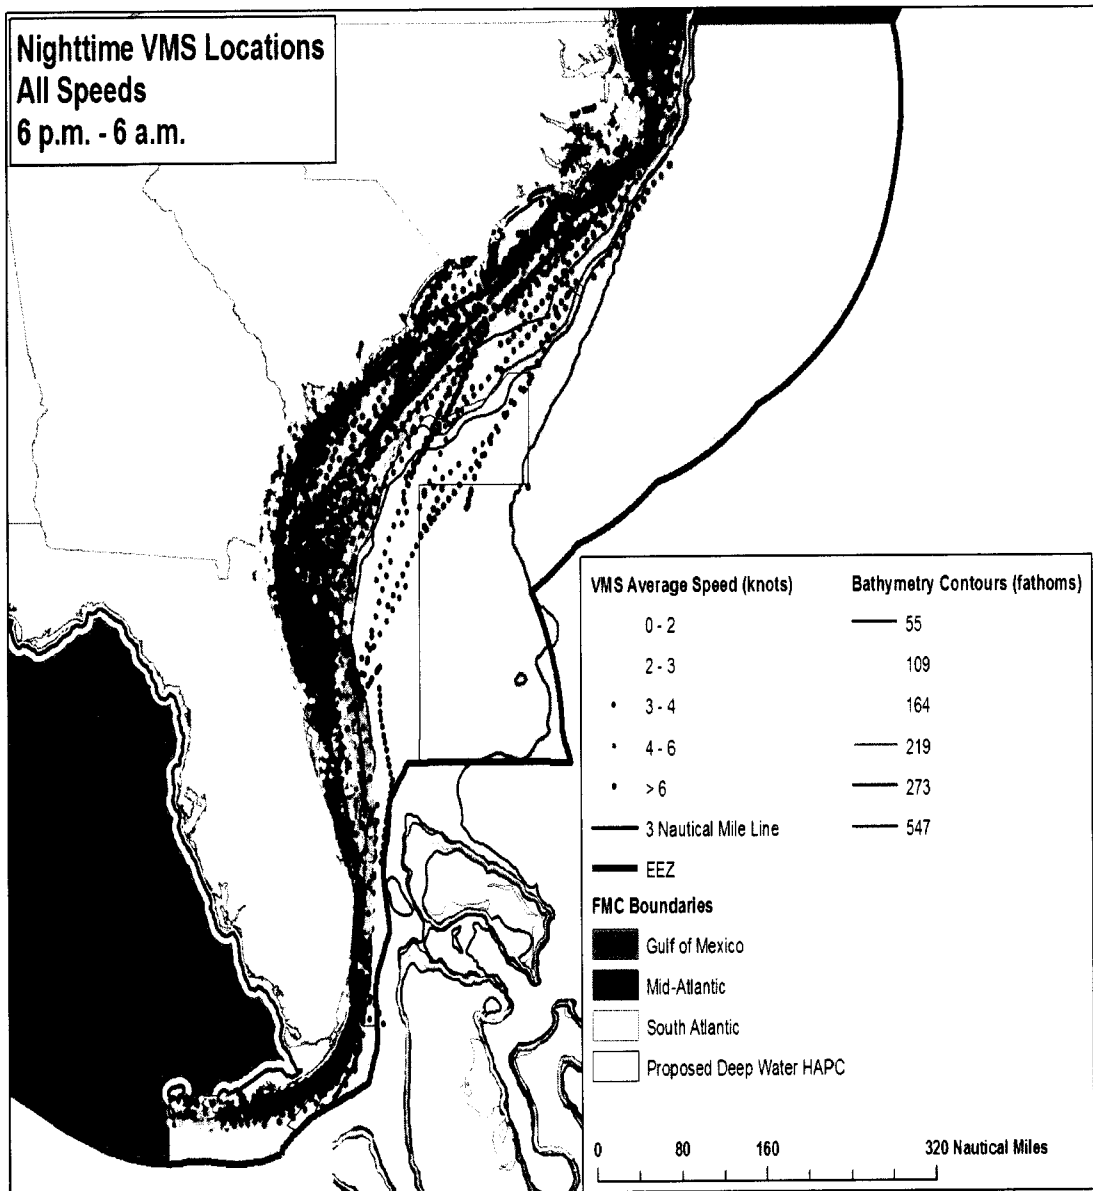 Nighttime VMS Locations
All Speeds
6 p.m. - 6 a.m.
VMS Average Speed (knots)
0 - 2
2 - 3
3 - 4
4 - 6
> 6
3 Nautical Mile Line
EEZ
FMC Boundaries
Gulf of Mexico
Mid-Atlantic
South Atlantic
Proposed Deep Water HAPC
Bathymetry Contours (fathoms)
55
109
164
219
273
547
0 80 160 320 Nautical Miles